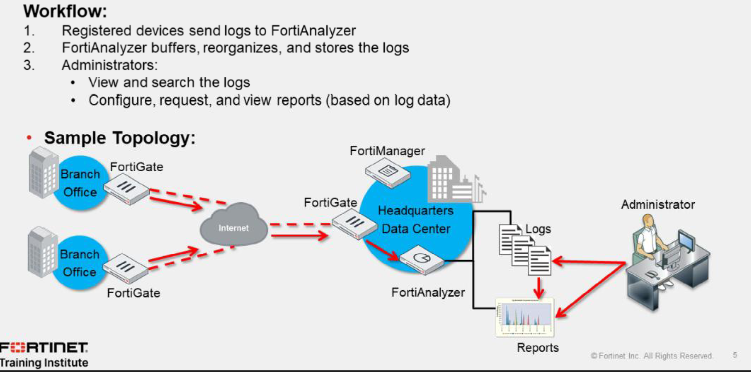 Workflow:
1. Registered devices send logs to FortiAnalyzer
2. FortiAnalyzer buffers, reorganizes, and stores the logs
3. Administrators:
• View and search the logs
• Configure, request, and view reports (based on log data)
• Sample Topology:
FortiManager
Branch
Office
FortiGate
FortiGate
Headquarters
Data Center
Administrator
Internet
Logs
Branch
Office
FortiGate
FortiAnalyzer
Reports
FORTINET
Training Institute
© Fortinet Inc. All Rights Reserved. 5